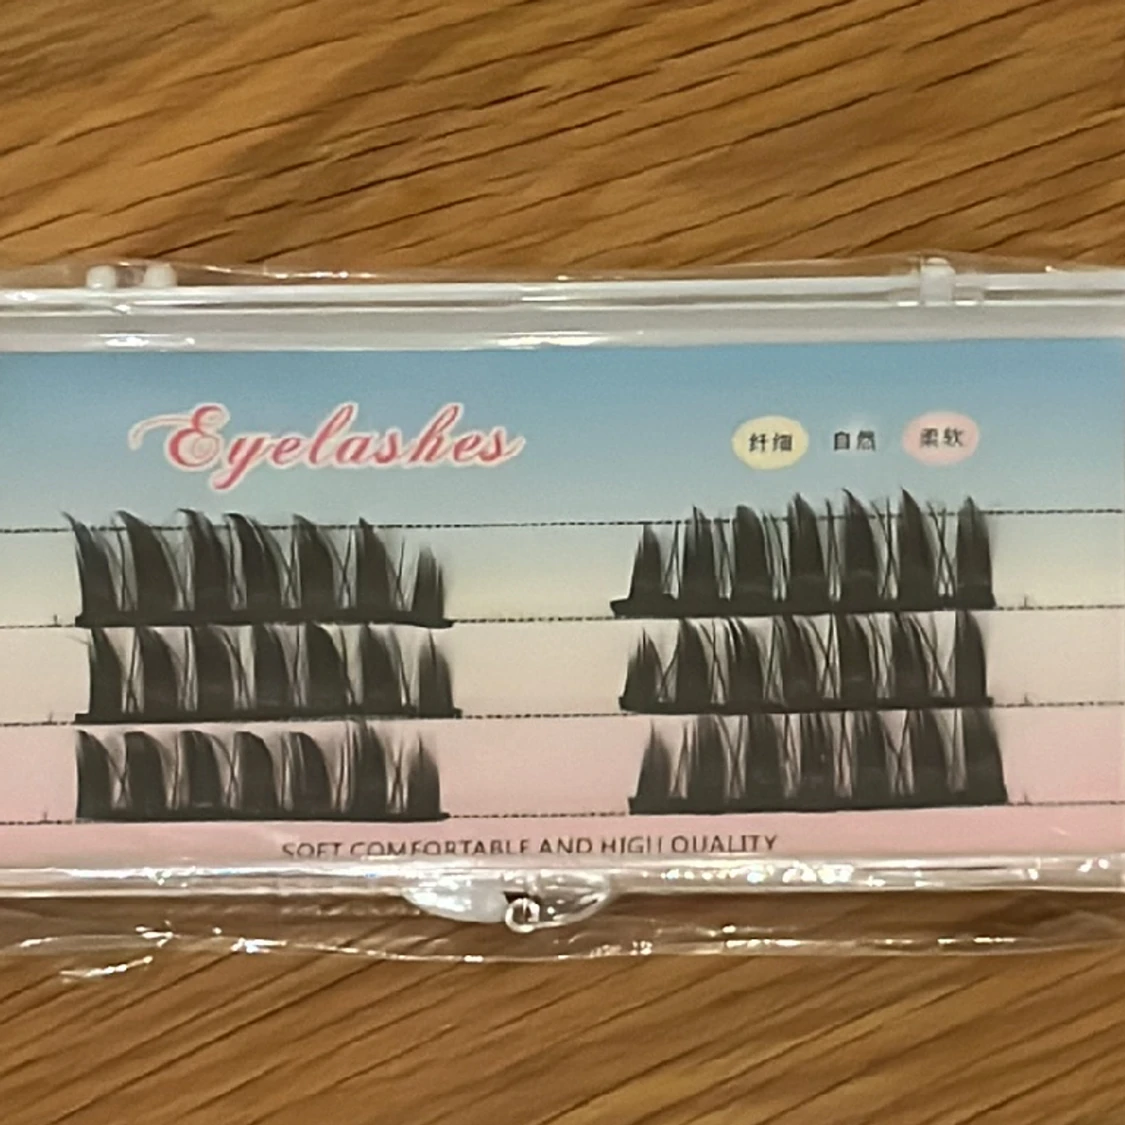 Eyelashes
纤细 自然 柔软
SOFT COMFORTABLE AND HIGH QUALITY